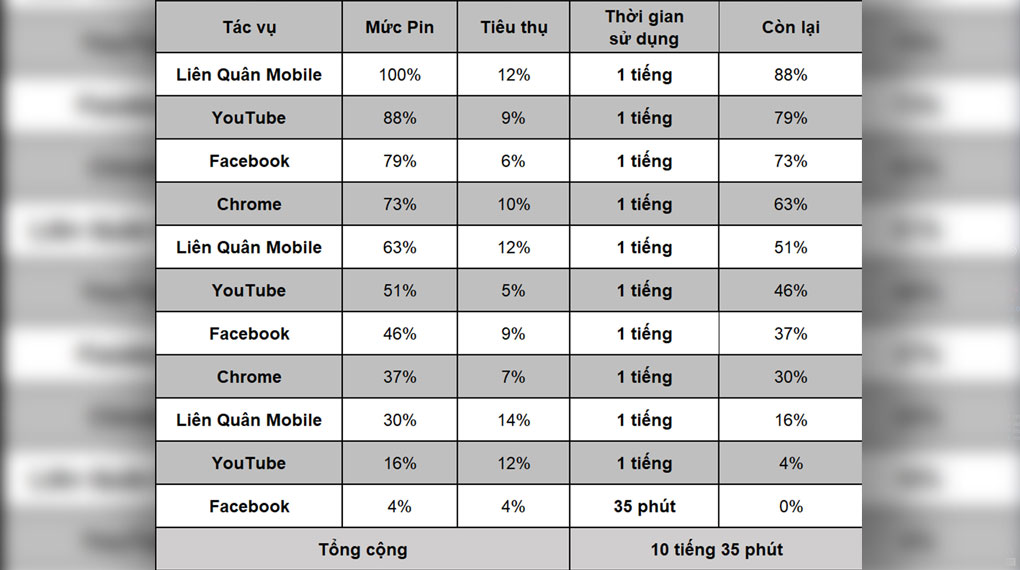 Tác vụ Mức Pin Tiêu thụ Thời gian sử dụng Còn lại
Liên Quân Mobile 100% 12% 1 tiếng 88%
YouTube 88% 9% 1 tiếng 79%
Facebook 79% 6% 1 tiếng 73%
Chrome 73% 10% 1 tiếng 63%
Liên Quân Mobile 63% 12% 1 tiếng 51%
YouTube 51% 5% 1 tiếng 46%
Facebook 46% 9% 1 tiếng 37%
Chrome 37% 7% 1 tiếng 30%
Liên Quân Mobile 30% 14% 1 tiếng 16%
YouTube 16% 12% 1 tiếng 4%
Facebook 4% 4% 35 phút 0%
Tổng cộng 10 tiếng 35 phút